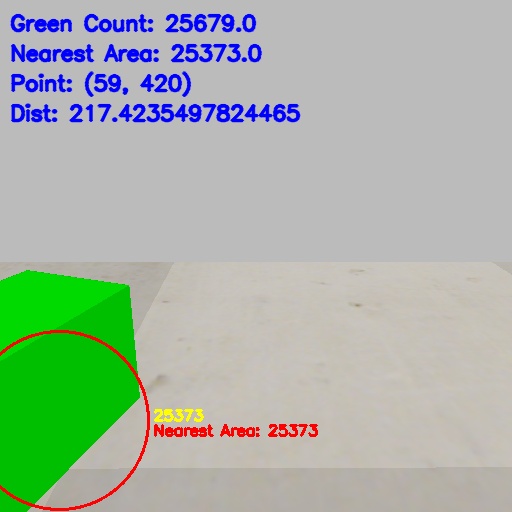 Green Count: 25679.0
Nearest Area: 25373.0
Point: (59, 420)
Dist: 217.4235497824465
25373
Nearest Area: 25373